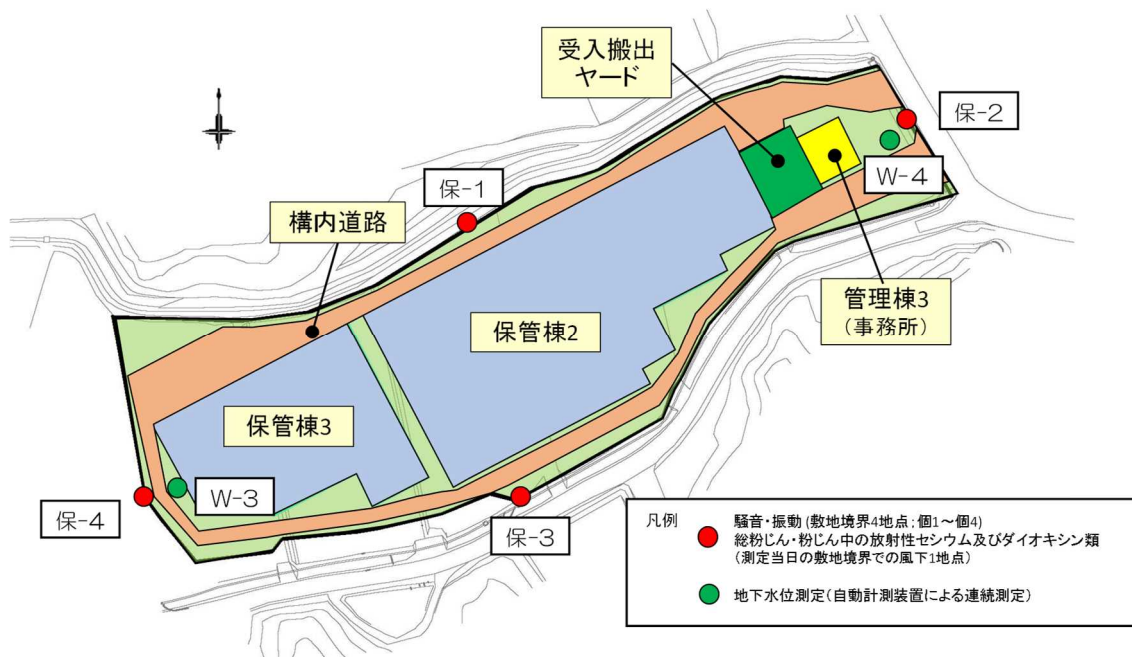 受入搬出
ヤード
保-2
W-4
保-1
構内道路
管理棟3
(事務所)
保管棟2
保管棟3
W-3
保-4
保-3
凡例
騒音・振動(敷地境界4地点;個1~個4)
総粉じん・粉じん中の放射性セシウム及びダイオキシン類
(測定当日の敷地境界での風下1地点)
地下水位測定(自動計測装置による連続測定)